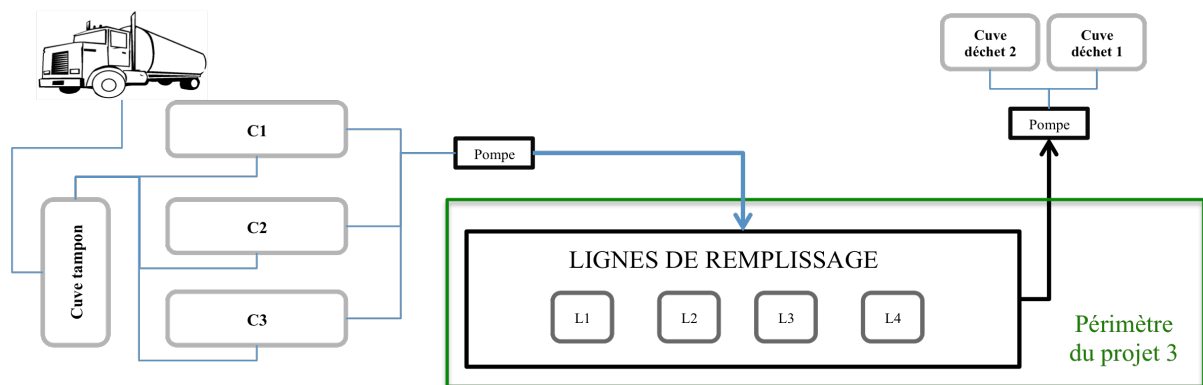 Cuve
déchet 2
Cuve
déchet 1
C1
Pompe
Pompe
Cuve tampon
C2
C3
LIGNES DE REMPLISSAGE
L1
L2
L3
L4
Périmètre
du projet 3